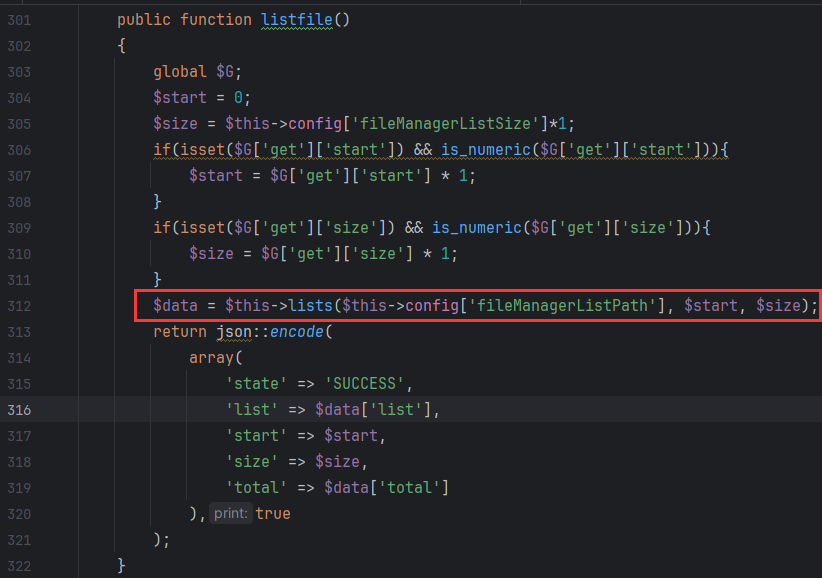 301 public function listfile()
302 {
303 global $G;
304 $start = 0;
305 $size = $this->config['fileManagerListSize']*1;
306 if(isset($G['get']['start']) && is_numeric($G['get']['start'])){
307 $start = $G['get']['start'] * 1;
308 }
309 if(isset($G['get']['size']) && is_numeric($G['get']['size'])){
310 $size = $G['get']['size'] * 1;
311 }
312 $data = $this->lists($this->config['fileManagerListPath'], $start, $size);
313 return json::encode(
314 array(
315 'state' => 'SUCCESS',
316 'list' => $data['list'],
317 'start' => $start,
318 'size' => $size,
319 'total' => $data['total']
320 ), print: true
321 );
322 }